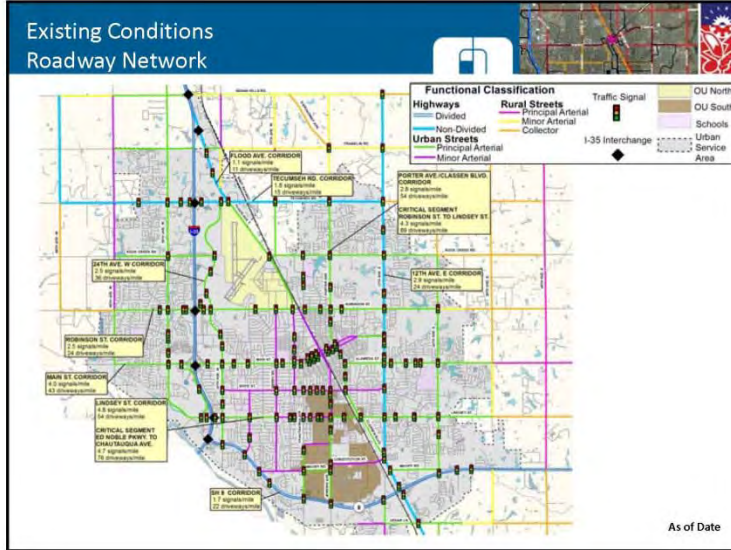 Existing Conditions
Roadway Network
Functional Classification
Highways
Divided
Non-Divided
Urban Streets
Principal Arterial
Minor Arterial
Rural Streets
Principal Arterial
Minor Arterial
Collector
Traffic Signal
I-35 Interchange
OU North
OU South
Schools
Urban
Service
Area
FLOOD AVE. CORRIDOR
1.1 signals/mile
11 driveways/mile
TECUMSEH RD. CORRIDOR
1.6 signals/mile
15 driveways/mile
PORTER AVE./CLASSEN BLVD.
CORRIDOR
2.8 signals/mile
54 driveways/mile
CRITICAL SEGMENT
ROBINSON ST. TO LINDSEY ST.
4.3 signals/mile
89 driveways/mile
24TH AVE. W CORRIDOR
2.5 signals/mile
36 driveways/mile
12TH AVE. E CORRIDOR
2.8 signals/mile
24 driveways/mile
ROBINSON ST. CORRIDOR
2.5 signals/mile
24 driveways/mile
MAIN ST. CORRIDOR
4.0 signals/mile
43 driveways/mile
LINDSEY ST. CORRIDOR
4.8 signals/mile
54 driveways/mile
CRITICAL SEGMENT
ED NOBLE PKWY. TO
CHAUTAUQUA AVE.
4.7 signals/mile
76 driveways/mile
SH 9 CORRIDOR
1.7 signals/mile
22 driveways/mile
As of Date